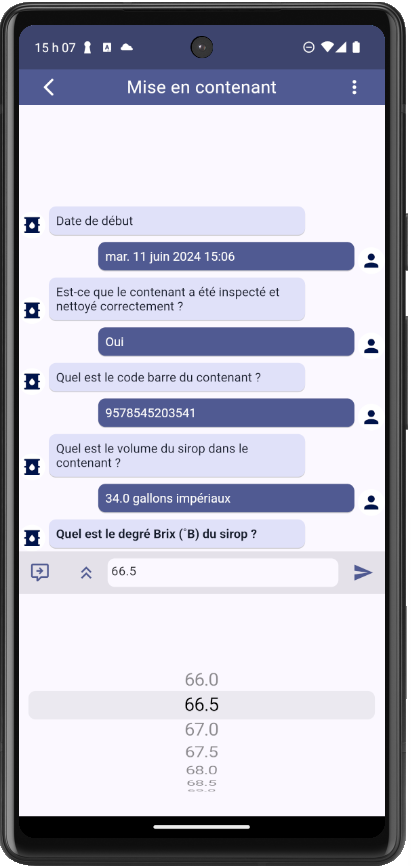 15 h 07
Mise en contenant
Date de début
mar. 11 juin 2024 15:06
Est-ce que le contenant a été inspecté et
nettoyé correctement ?
Oui
Quel est le code barre du contenant ?
9578545203541
Quel est le volume du sirop dans le
contenant ?
34.0 gallons impériaux
Quel est le degré Brix (°B) du sirop ?
66.5
66.0
66.5
67.0
67.5
68.0
68.5
69.0